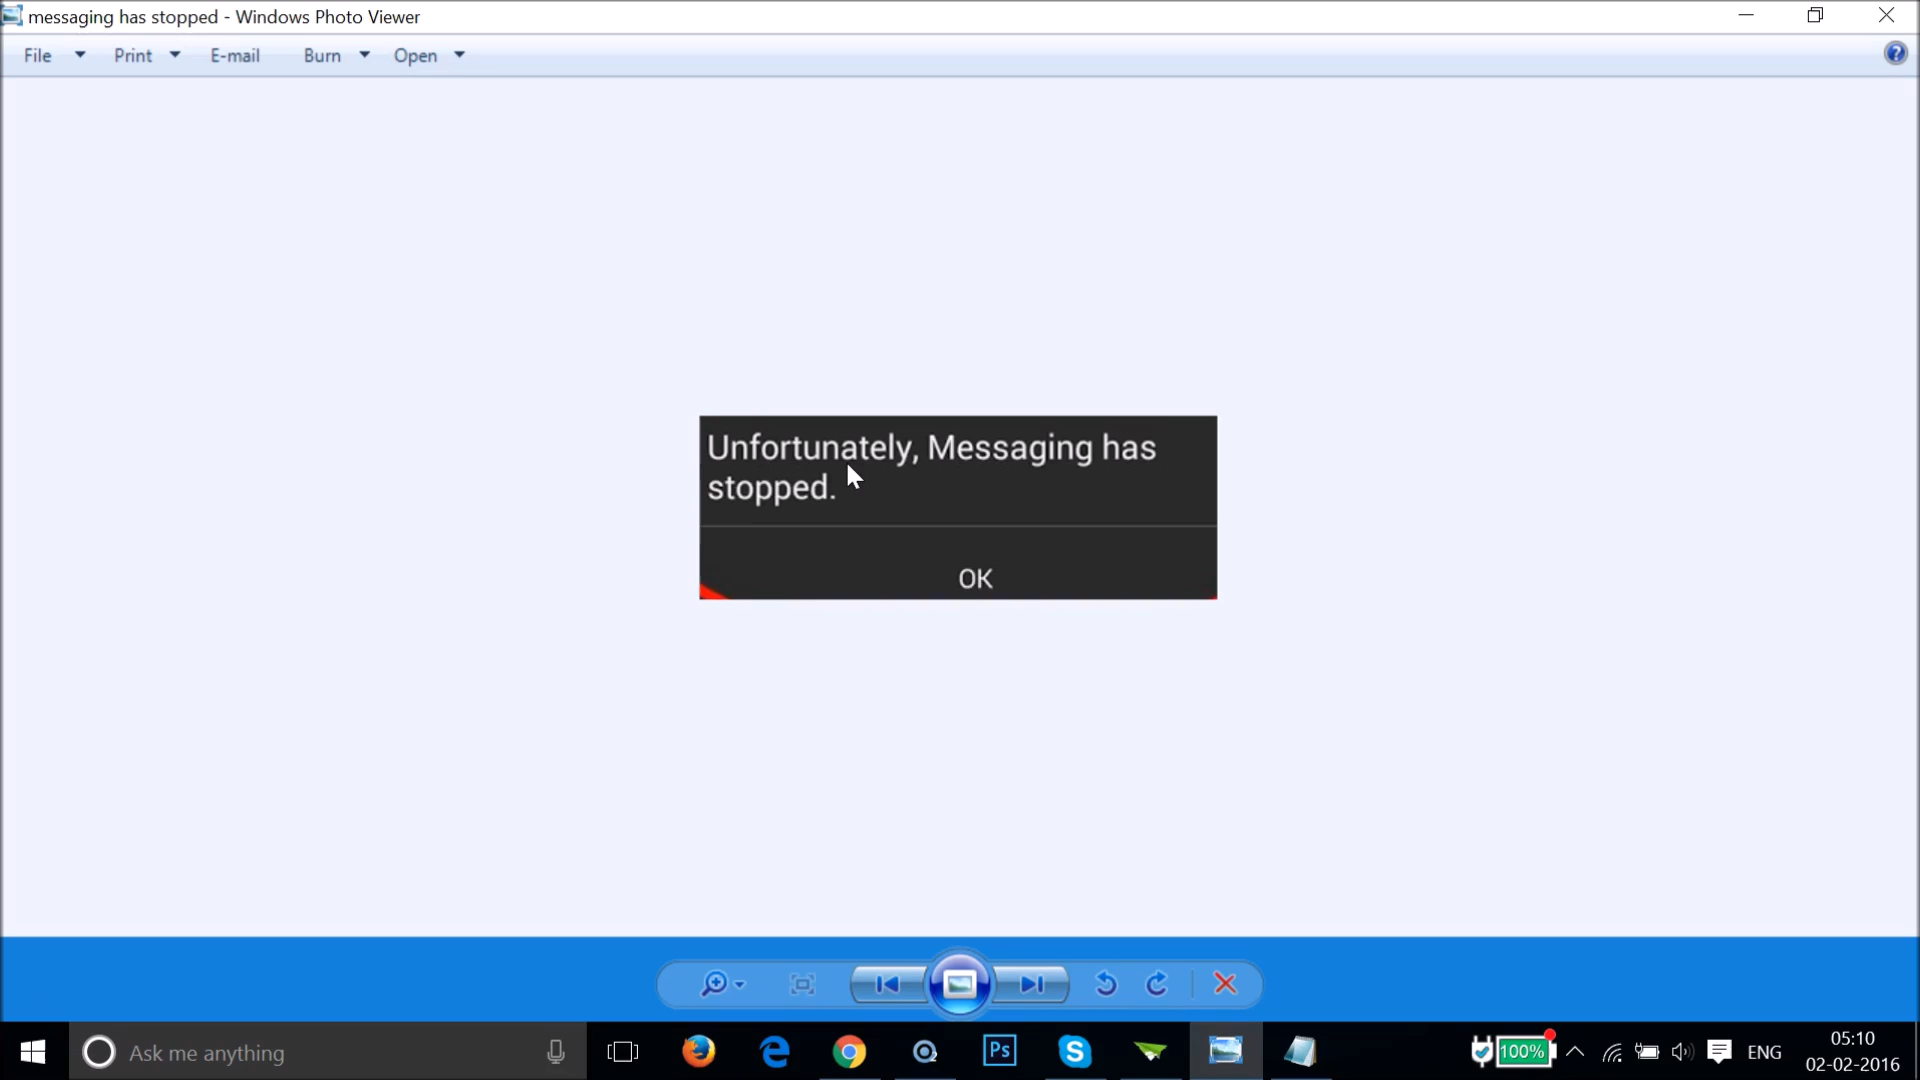 messaging has stopped - Windows Photo Viewer
File Print E-mail Burn Open
Unfortunately, Messaging has
stopped.
OK
Ask me anything
Ps
100%
ENG
05:10
02-02-2016